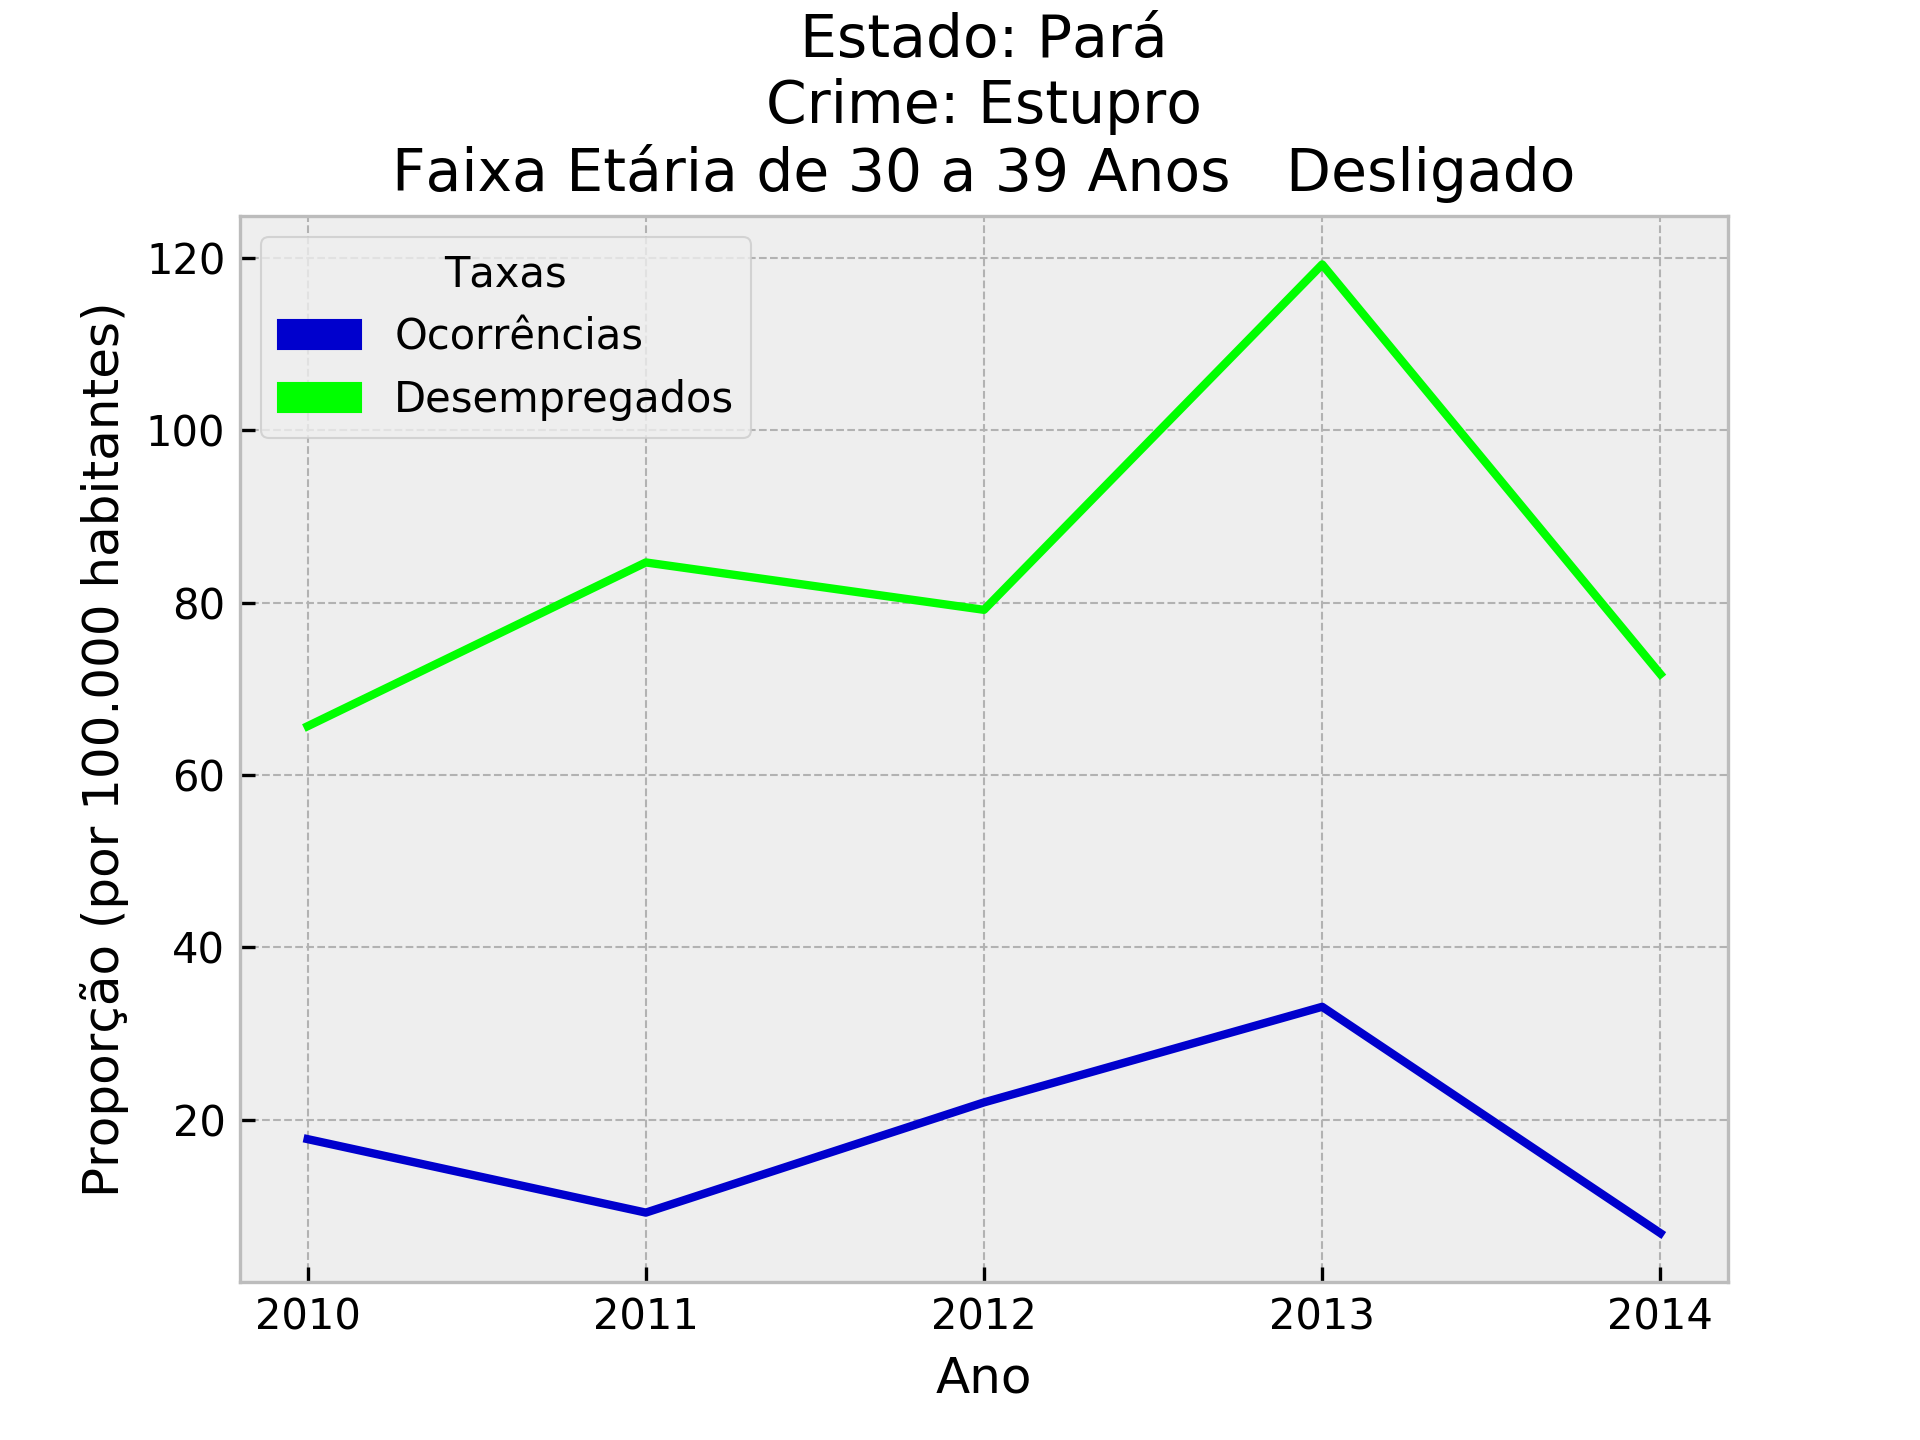 Estado: Pará
Crime: Estupro
Faixa Etária de 30 a 39 Anos   Desligado
Taxas
Ocorrências
Desempregados
Proporção (por 100.000 habitantes)
120
100
80
60
40
20
2010 2011 2012 2013 2014
Ano